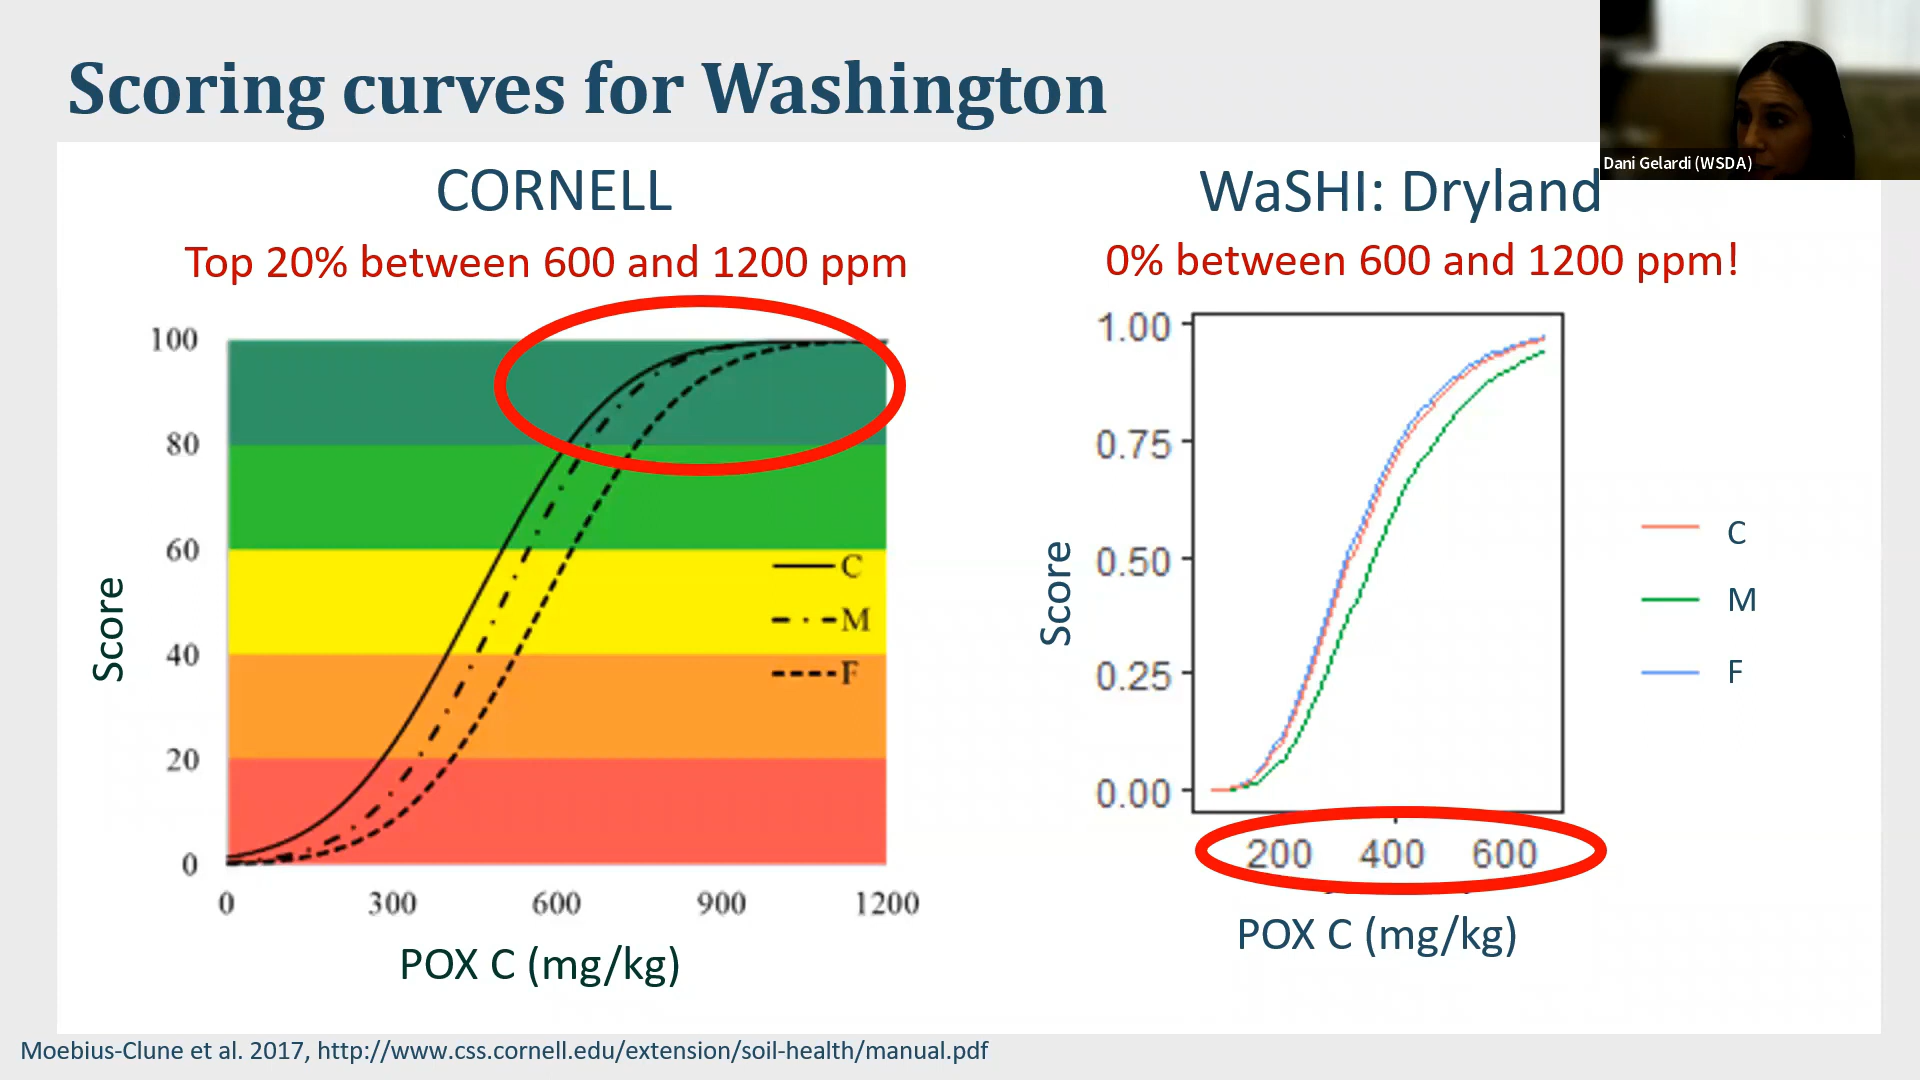 Scoring curves for Washington
Dani Gelardi (WSDA)
CORNELL
Top 20% between 600 and 1200 ppm
100
80
60
40
20
0
Score
C
M
F
0 300 600 900 1200
POX C (mg/kg)
WaSHI: Dryland
0% between 600 and 1200 ppm!
1.00
0.75
0.50
0.25
0.00
Score
C
M
F
200 400 600
POX C (mg/kg)
Moebius-Clune et al. 2017, http://www.css.cornell.edu/extension/soil-health/manual.pdf